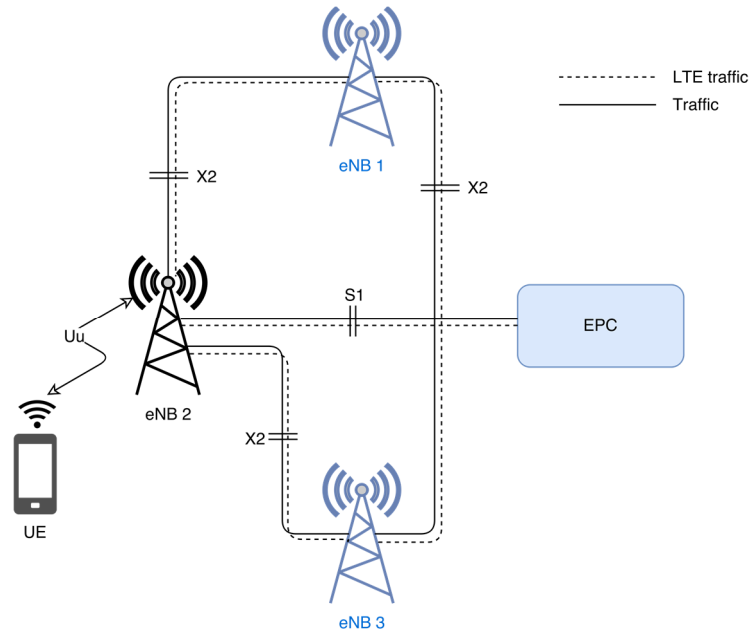 LTE traffic
Traffic
eNB 1
X2
X2
S1
EPC
Uu
eNB 2
X2
UE
eNB 3